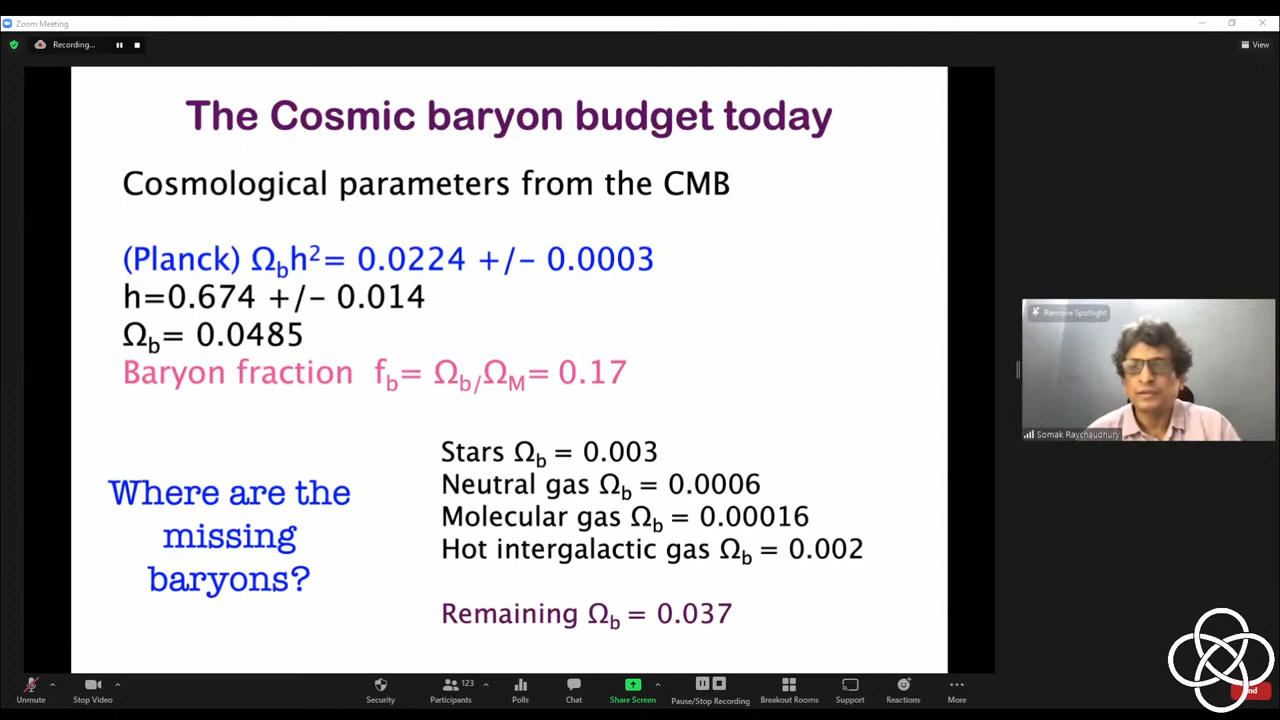 Zoom Meeting
Recording...
View
The Cosmic baryon budget today
Cosmological parameters from the CMB
(Planck) Ωbh²= 0.0224 +/- 0.0003
h=0.674 +/- 0.014
Ωb= 0.0485
Baryon fraction fb= Ωb/ΩM= 0.17
Where are the
missing
baryons?
Stars Ωb = 0.003
Neutral gas Ωb = 0.0006
Molecular gas Ωb = 0.00016
Hot intergalactic gas Ωb = 0.002
Remaining Ωb = 0.037
Remove Spotlight
Somak Raychaudhury
Unmute
Stop Video
Security
123
Participants
Polls
Chat
Share Screen
Pause/Stop Recording
Breakout Rooms
Support
Reactions
More